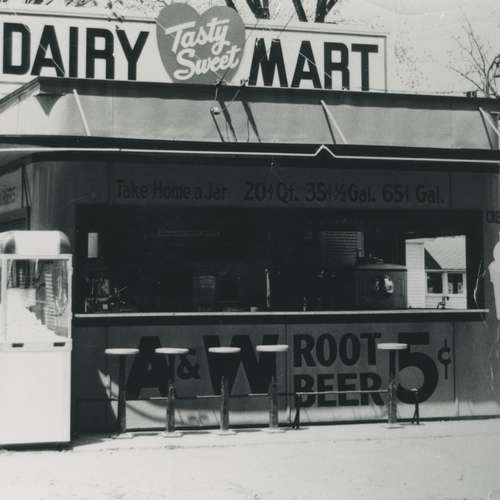 DAIRY Tasty Sweet MART
Take Home a Jar 20¢ Qt. 35¢ ½ Gal. 65¢ Gal.
A & W ROOT BEER 5¢